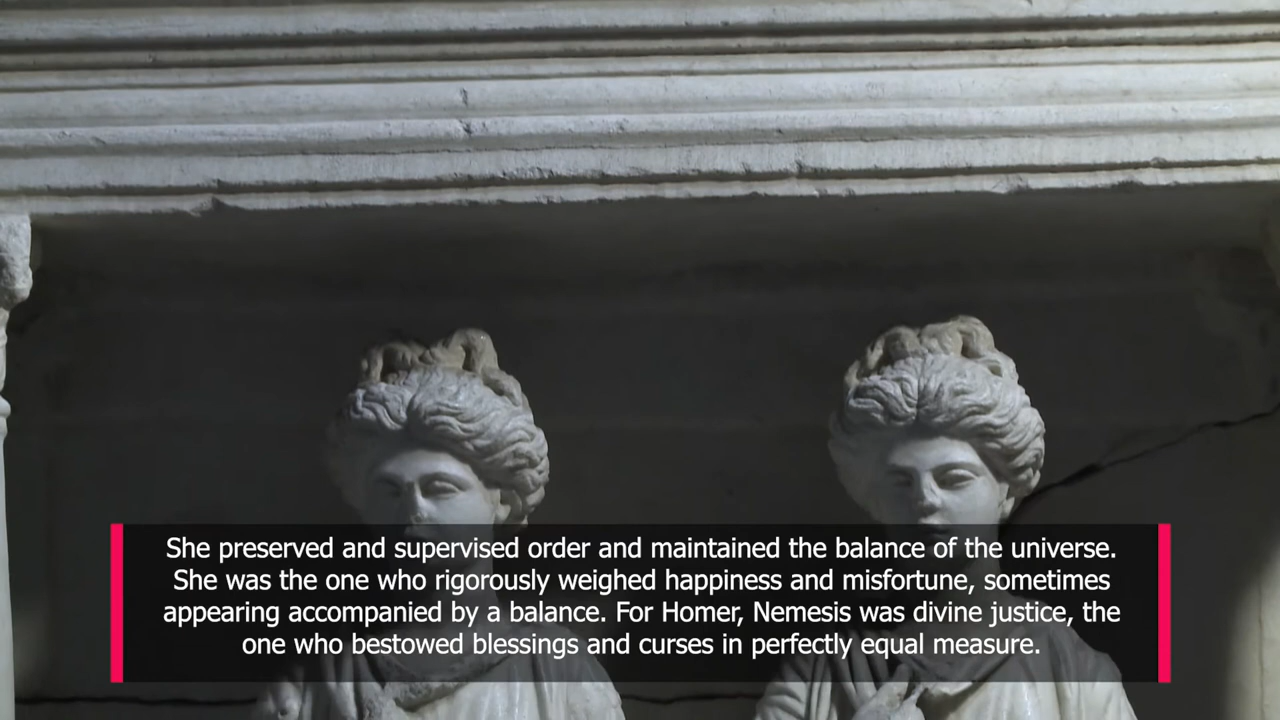 She preserved and supervised order and maintained the balance of the universe.
She was the one who rigorously weighed happiness and misfortune, sometimes
appearing accompanied by a balance. For Homer, Nemesis was divine justice, the
one who bestowed blessings and curses in perfectly equal measure.